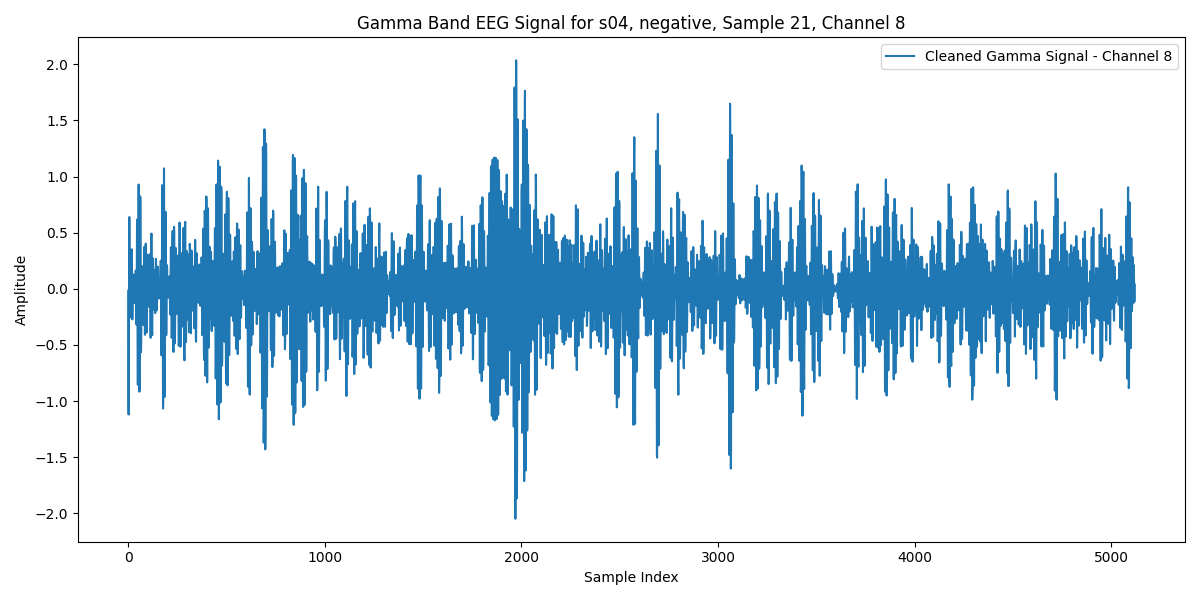 Gamma Band EEG Signal for s04, negative, Sample 21, Channel 8
Cleaned Gamma Signal - Channel 8
2.0
1.5
1.0
0.5
0.0
−0.5
−1.0
−1.5
−2.0
Amplitude
0 1000 2000 3000 4000 5000
Sample Index